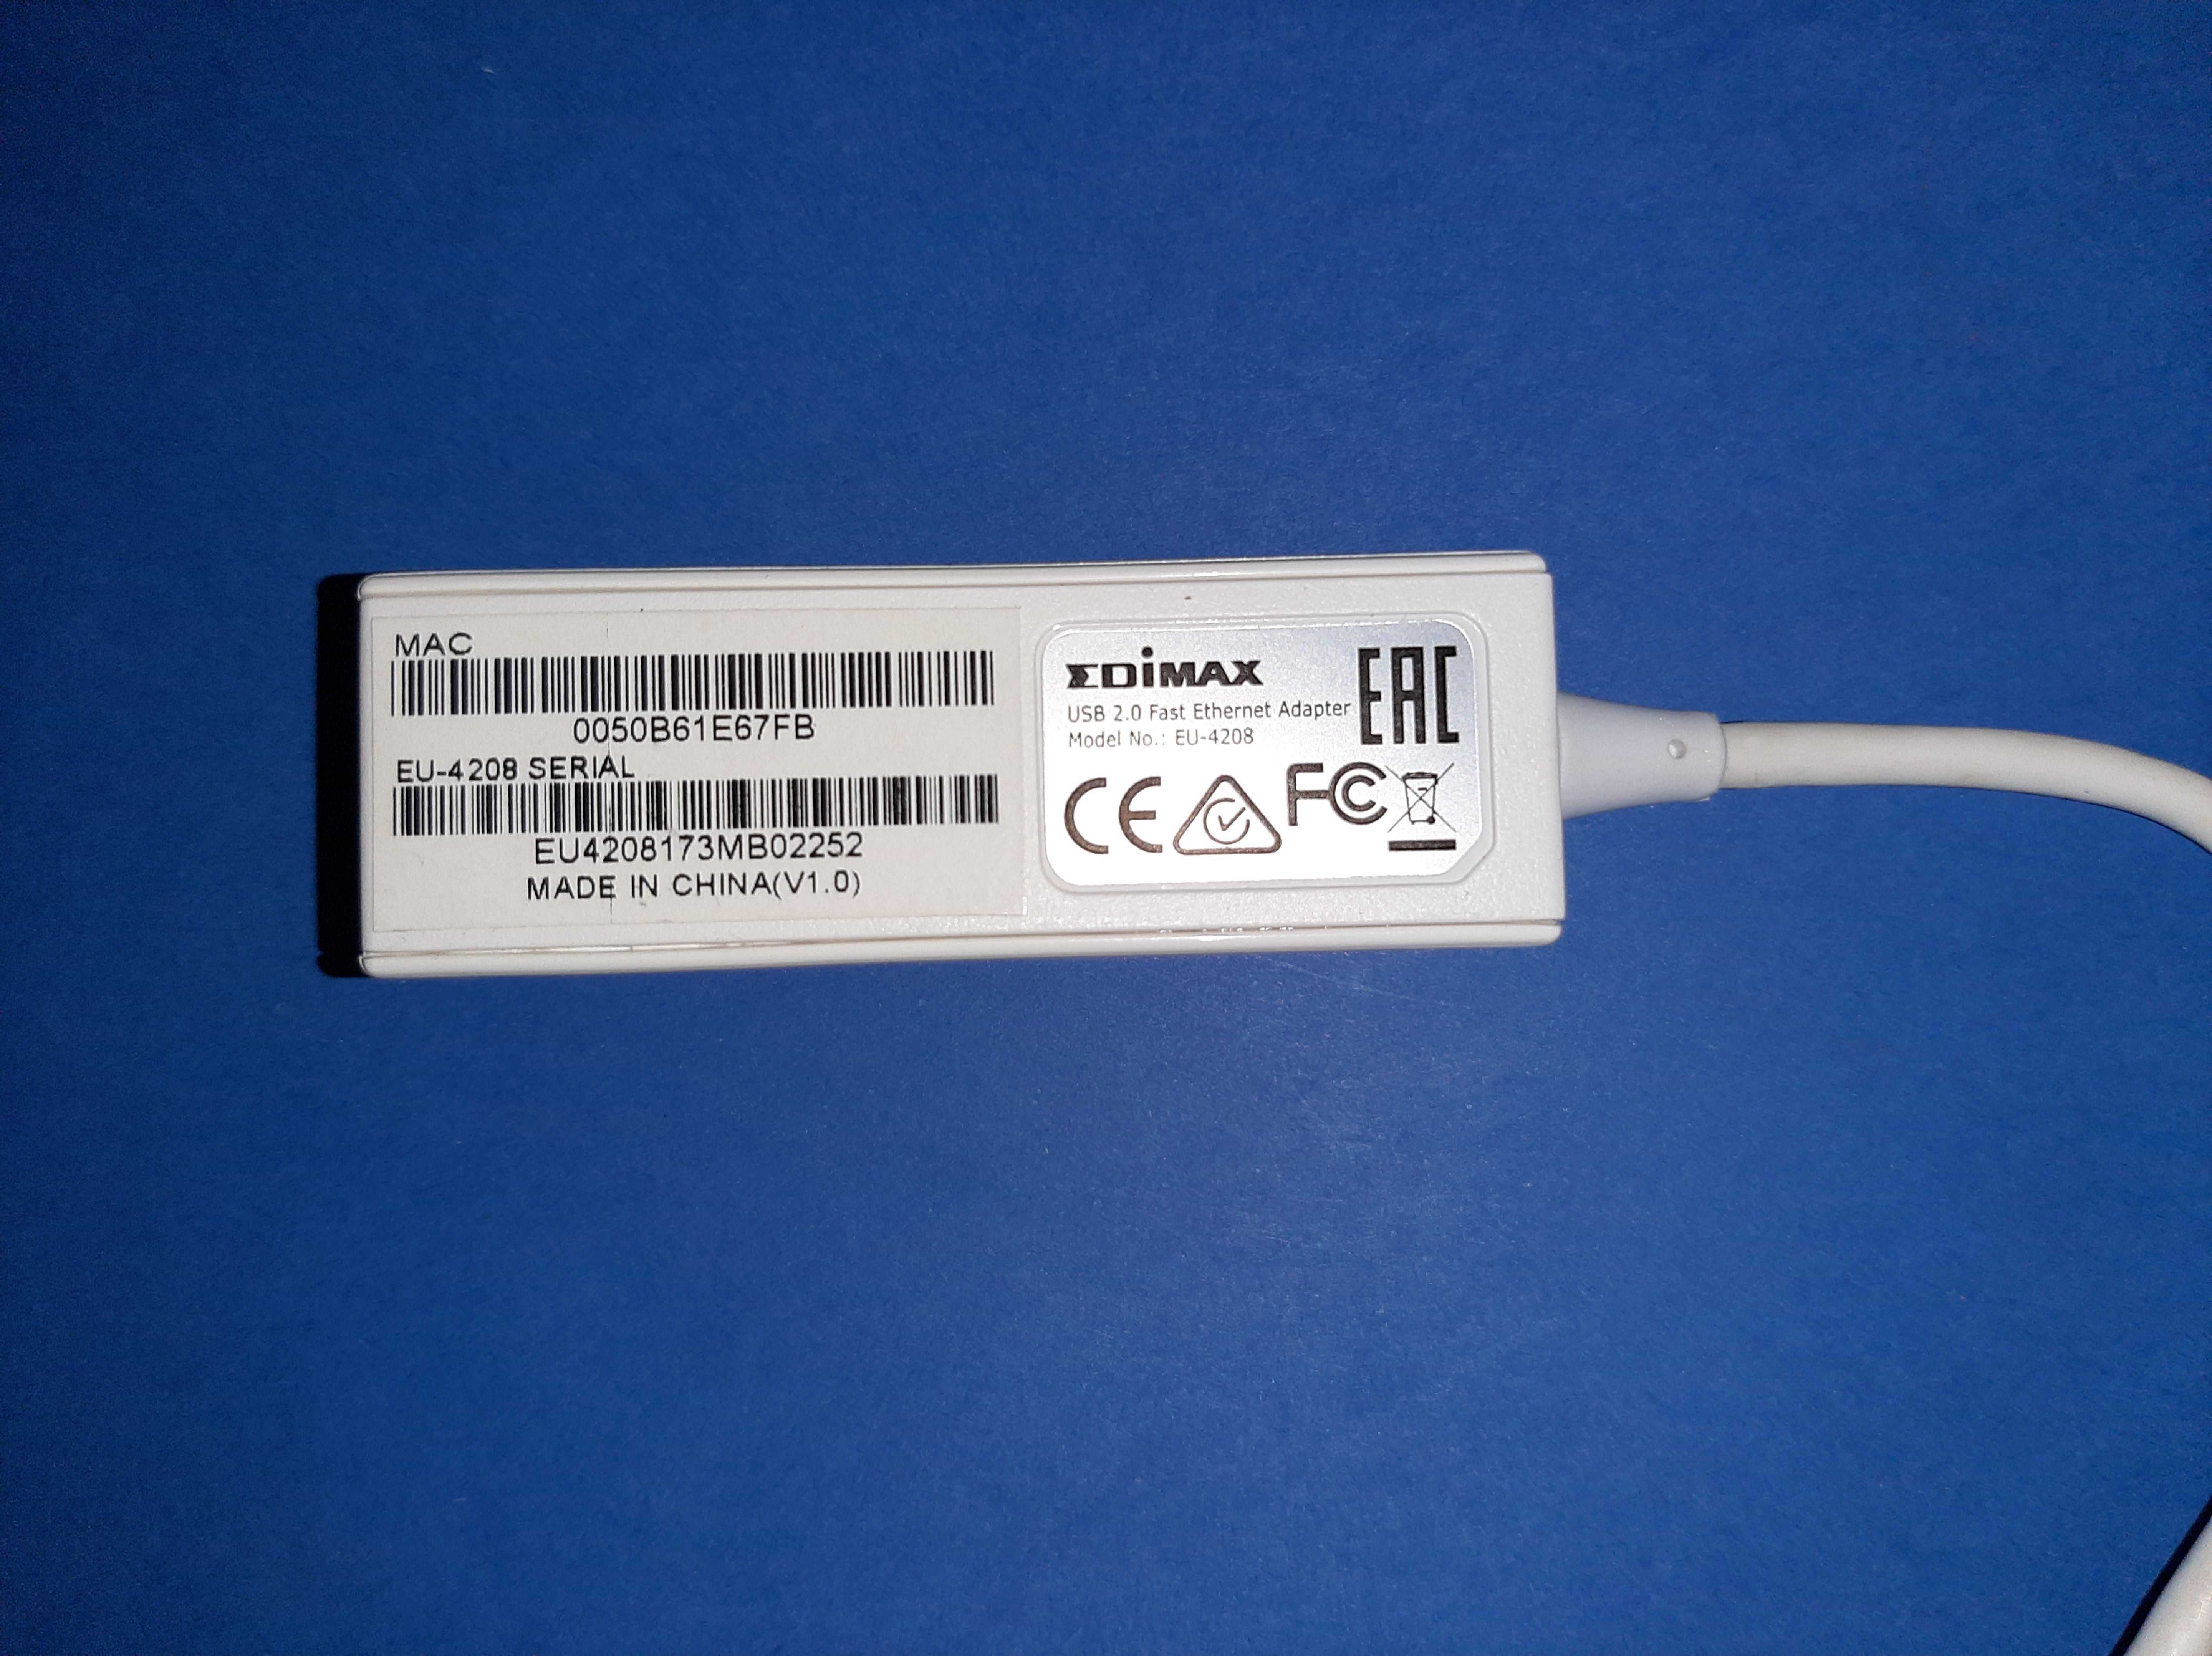 MAC
0050B61E67FB
EU-4208 SERIAL
EU4208173MB02252
MADE IN CHINA(V1.0)
EDiMAX
USB 2.0 Fast Ethernet Adapter
Model No.: EU-4208
EAC
CE
FC